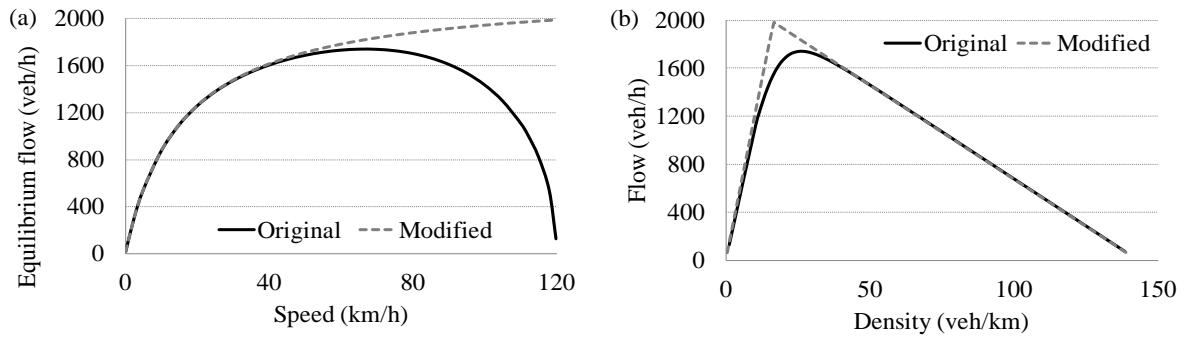 (a)
Equilibrium flow (veh/h)
2000
1600
1200
800
400
0
Original
Modified
0
40
80
120
Speed (km/h)
(b)
Flow (veh/h)
2000
1600
1200
800
400
0
Original
Modified
0
50
100
150
Density (veh/km)